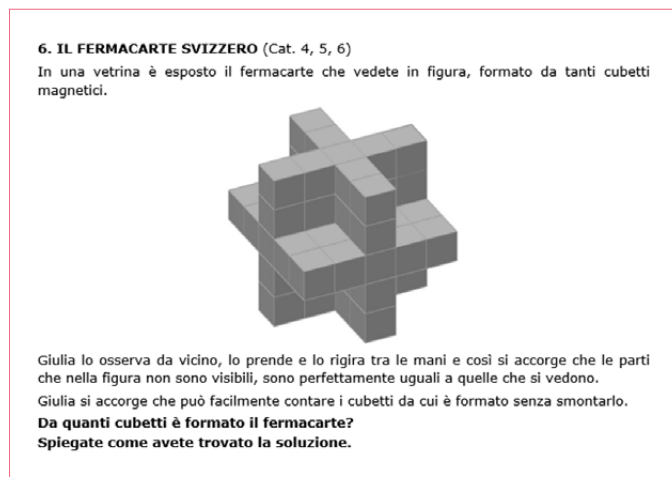 6. IL FERMACARTE SVIZZERO (Cat. 4, 5, 6)
In una vetrina è esposto il fermacarte che vedete in figura, formato da tanti cubetti
magnetici.
Giulia lo osserva da vicino, lo prende e lo rigira tra le mani e così si accorge che le parti
che nella figura non sono visibili, sono perfettamente uguali a quelle che si vedono.
Giulia si accorge che può facilmente contare i cubetti da cui è formato senza smontarlo.
Da quanti cubetti è formato il fermacarte?
Spiegate come avete trovato la soluzione.